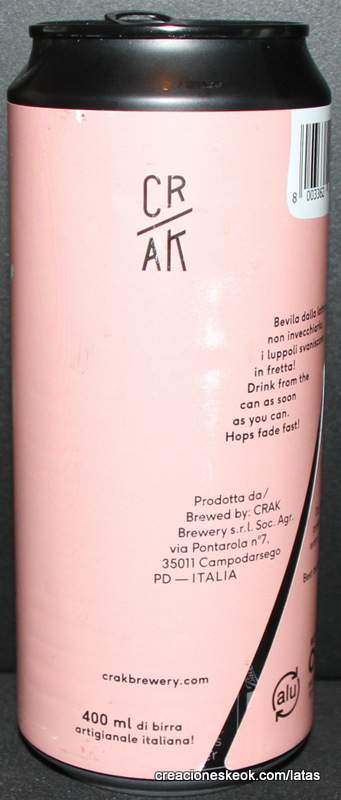 CR
AK
8 003362
Bevila dalla
non invecchiarla,
i luppoli svaniscono
in fretta!
Drink from the
can as soon
as you can.
Hops fade fast!
Prodotta da/
Brewed by: CRAK
Brewery s.r.l. Soc. Agr.
via Pontarola n°7,
35011 Campodarsego
PD — ITALIA
crakbrewery.com
alu
400 ml di birra
artigianale italiana!
creacioneskeok.com/latas